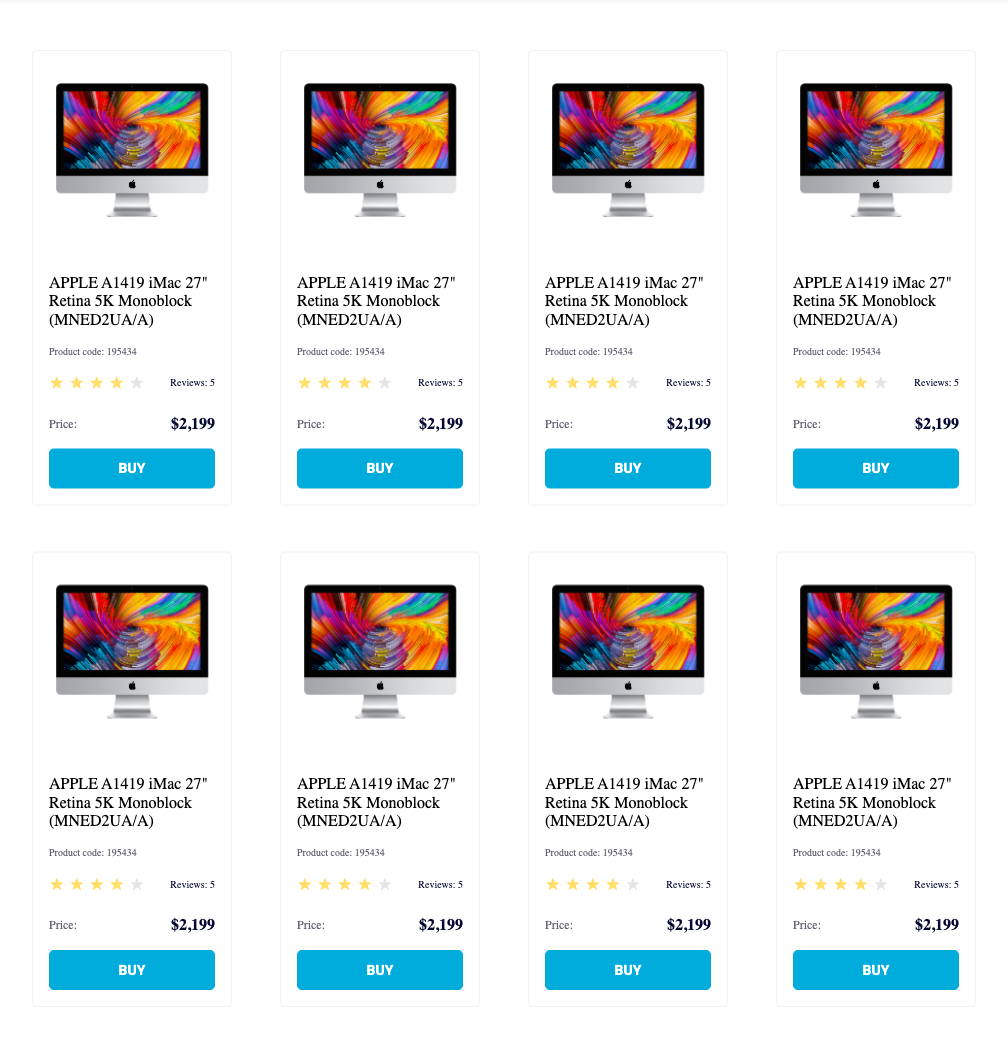 APPLE A1419 iMac 27"
Retina 5K Monoblock
(MNED2UA/A)
Product code: 195434
Reviews: 5
Price: $2,199
BUY
APPLE A1419 iMac 27"
Retina 5K Monoblock
(MNED2UA/A)
Product code: 195434
Reviews: 5
Price: $2,199
BUY
APPLE A1419 iMac 27"
Retina 5K Monoblock
(MNED2UA/A)
Product code: 195434
Reviews: 5
Price: $2,199
BUY
APPLE A1419 iMac 27"
Retina 5K Monoblock
(MNED2UA/A)
Product code: 195434
Reviews: 5
Price: $2,199
BUY
APPLE A1419 iMac 27"
Retina 5K Monoblock
(MNED2UA/A)
Product code: 195434
Reviews: 5
Price: $2,199
BUY
APPLE A1419 iMac 27"
Retina 5K Monoblock
(MNED2UA/A)
Product code: 195434
Reviews: 5
Price: $2,199
BUY
APPLE A1419 iMac 27"
Retina 5K Monoblock
(MNED2UA/A)
Product code: 195434
Reviews: 5
Price: $2,199
BUY
APPLE A1419 iMac 27"
Retina 5K Monoblock
(MNED2UA/A)
Product code: 195434
Reviews: 5
Price: $2,199
BUY